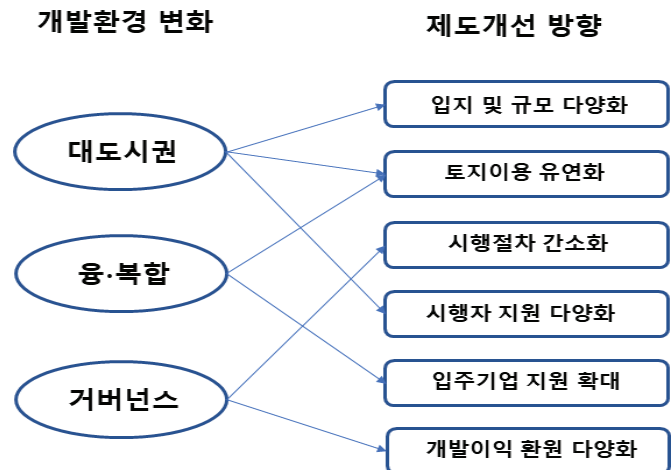 개발환경 변화
제도개선 방향
대도시권
융·복합
거버넌스
입지 및 규모 다양화
토지이용 유연화
시행절차 간소화
시행자 지원 다양화
입주기업 지원 확대
개발이익 환원 다양화